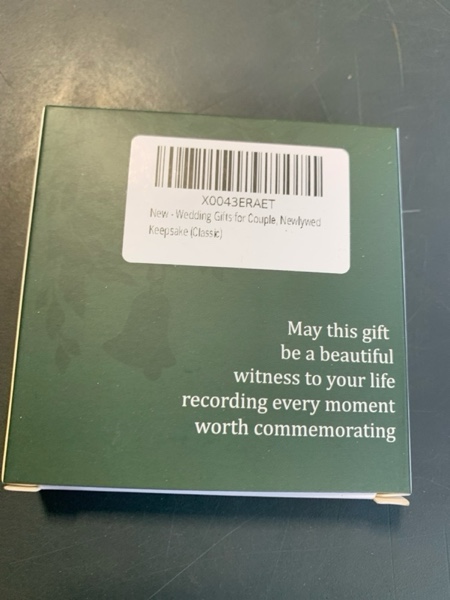 X0043ERAET
New - Wedding Gifts for Couple, Newlywed
Keepsake (Classic)
May this gift
be a beautiful
witness to your life
recording every moment
worth commemorating